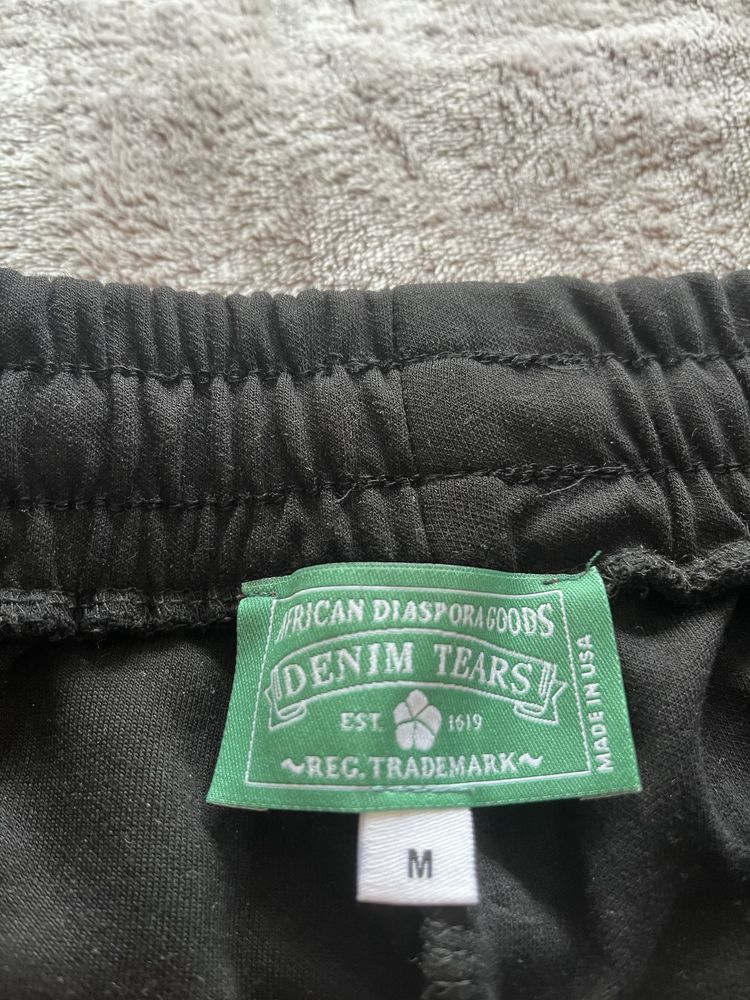 AFRICAN DIASPORA GOODS
DENIM TEARS
EST. 1619
~REG. TRADEMARK~
MADE IN USA
M